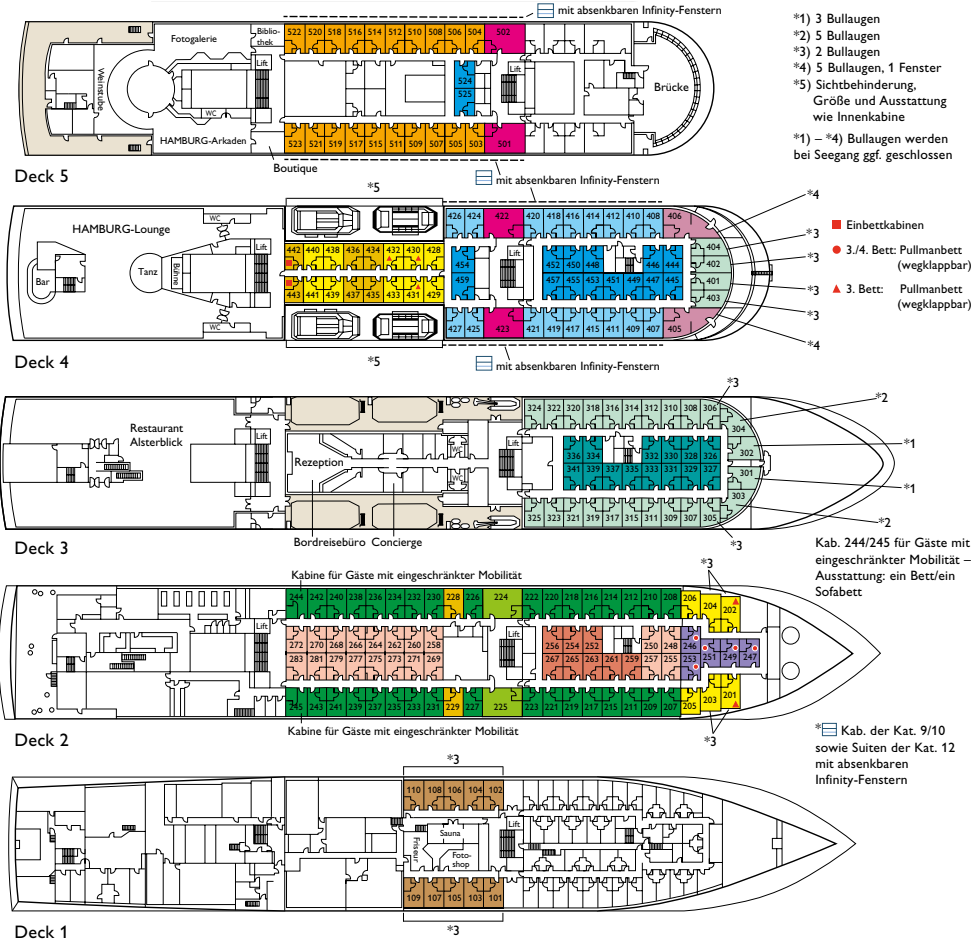 mit absenkbaren Infinity-Fenstern
Fotogalerie
Biblio-
thek
522 520 518 516 514 512 510 508 506 504 502
Lift
Lift
Weinstube
524
525
Brücke
WC
HAMBURG-Arkaden
523 521 519 517 515 511 509 507 505 503 501
Boutique
Deck 5
mit absenkbaren Infinity-Fenstern
*1) 3 Bullaugen
*2) 5 Bullaugen
*3) 2 Bullaugen
*4) 5 Bullaugen, 1 Fenster
*5) Sichtbehinderung,
Größe und Ausstattung
wie Innenkabine
*1) – *4) Bullaugen werden
bei Seegang ggf. geschlossen
*5
*4
*3
*3
*3
*3
*4
WC
HAMBURG-Lounge
426 424 422 420 418 416 414 412 410 408 406
Lift
442 440 438 436 434 432 430 428
Lift
404
402
401
403
454
452 450 448 446 444
Bar
Tanz
Bühne
459
457 455 453 451 449 447 445
443 441 439 435 433 431 429
WC
427 425 423 421 419 417 415 411 409 407 405
Deck 4
*5
mit absenkbaren Infinity-Fenstern
Einbettkabinen
3./4. Bett: Pullmanbett
(wegklappbar)
3. Bett: Pullmanbett
(wegklappbar)
*3
*2
*1
*1
*2
*3
Restaurant
Alsterblick
Lift
324 322 320 318 316 314 312 310 308 306
304
302
301
303
Rezeption
WC
WC
Lift
336 334 332 330 328 326
341 339 337 335 333 331 329 327
325 323 321 319 317 315 311 309 307 305
Bordreisebüro Concierge
Deck 3
Kab. 244/245 für Gäste mit
eingeschränkter Mobilität –
Ausstattung: ein Bett/ein
Sofabett
Kabine für Gäste mit eingeschränkter Mobilität
*3
244 242 240 238 236 234 232 230 228 226 224 222 220 218 216 214 212 210 208 206 204 202
Lift
272 270 268 266 264 262 260 258
Lift
256 254 252 250 248 246
283 281 279 277 275 273 271 269
267 265 263 261 259 257 255 253 251 249 247
245 243 241 239 237 235 233 231 229 227 225 223 221 219 217 215 211 209 207 205 203 201
Kabine für Gäste mit eingeschränkter Mobilität
*3
Deck 2
* Kab. der Kat. 9/10
sowie Suiten der Kat. 12
mit absenkbaren
Infinity-Fenstern
*3
110 108 106 104 102
Friseur
Sauna
Foto-
shop
Lift
109 107 105 103 101
*3
Deck 1